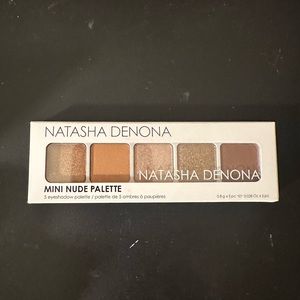 NATASHA DENONA
NATASHA DENONA
MINI NUDE PALETTE
5 eyeshadow palette / palette de 5 ombres à paupières